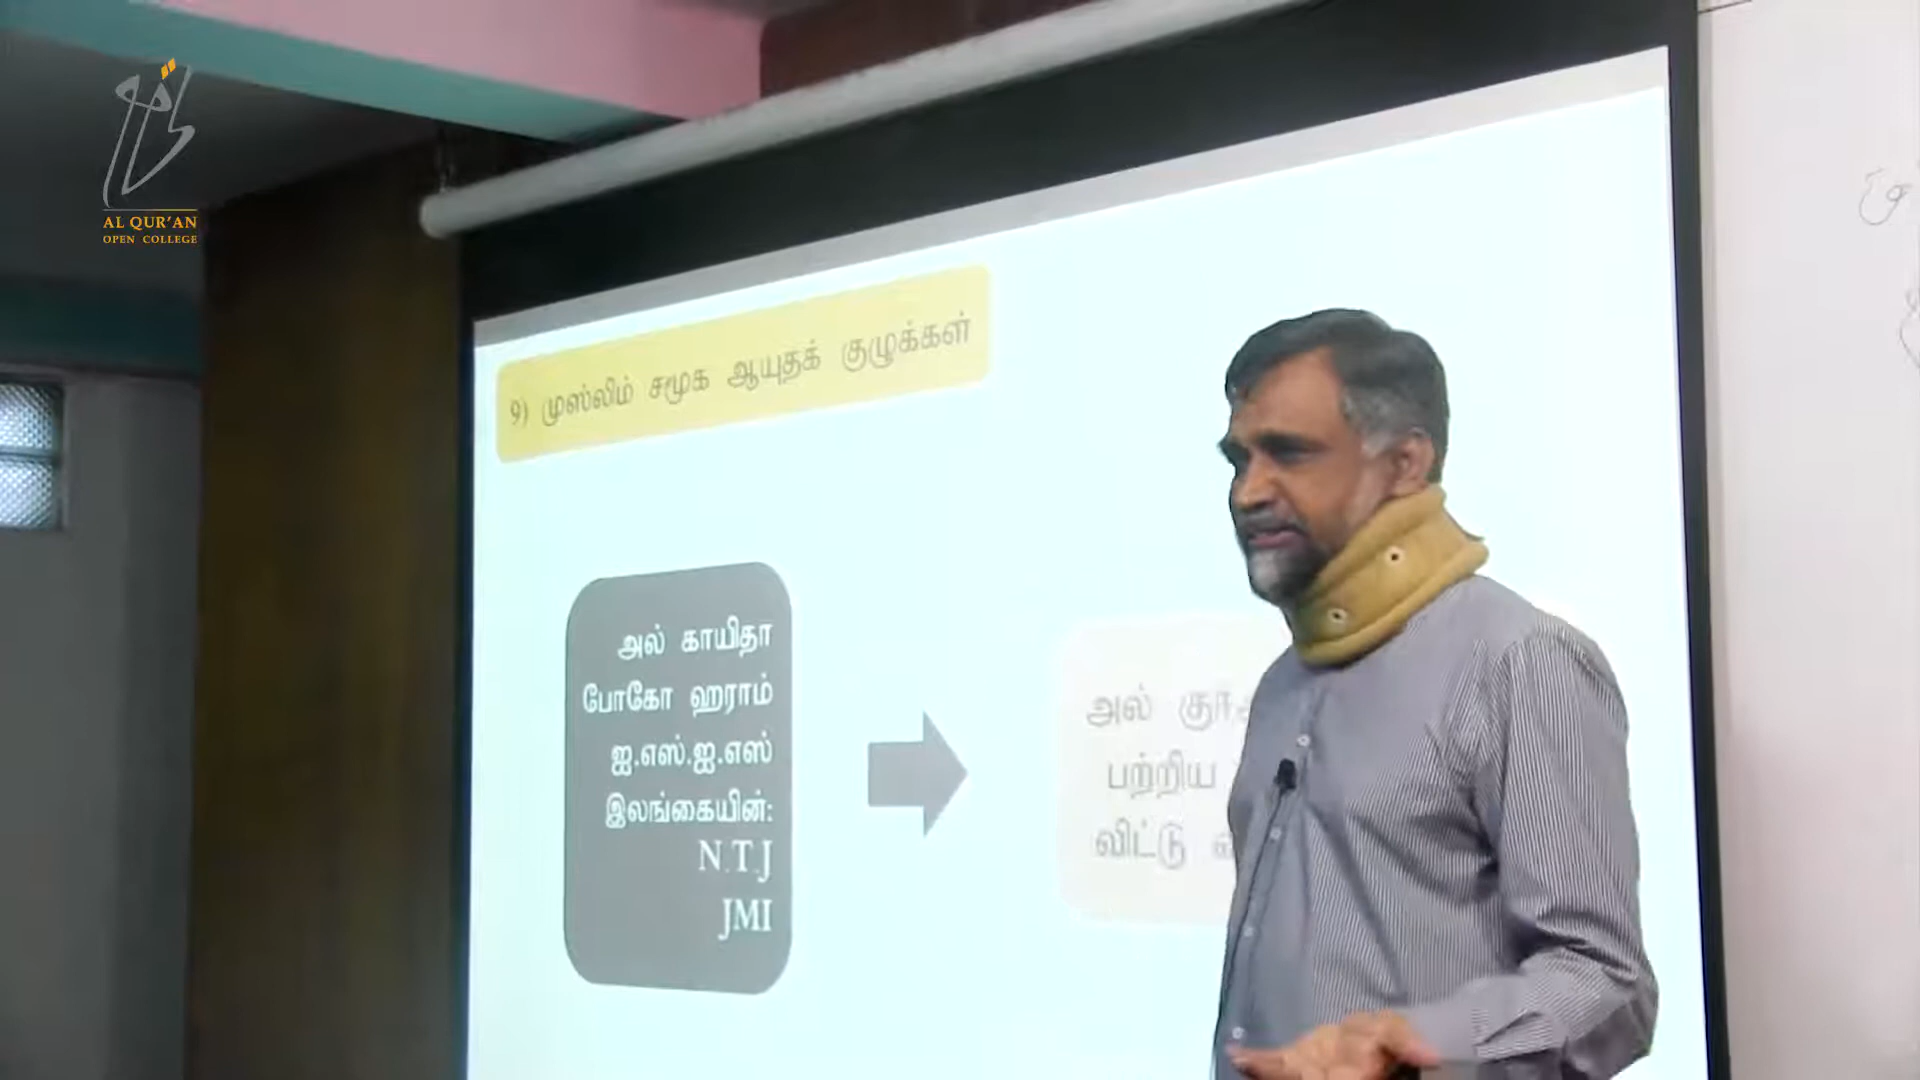 AL QUR'AN
OPEN COLLEGE
9) முஸ்லிம் சமூக ஆயுதக் குழுக்கள்
அல் காயிதா
போகோ ஹராம்
ஐ.எஸ்.ஐ.எஸ்
இலங்கையின்:
N.T.J
JMI
அல்
பற்றிய
விட்டு